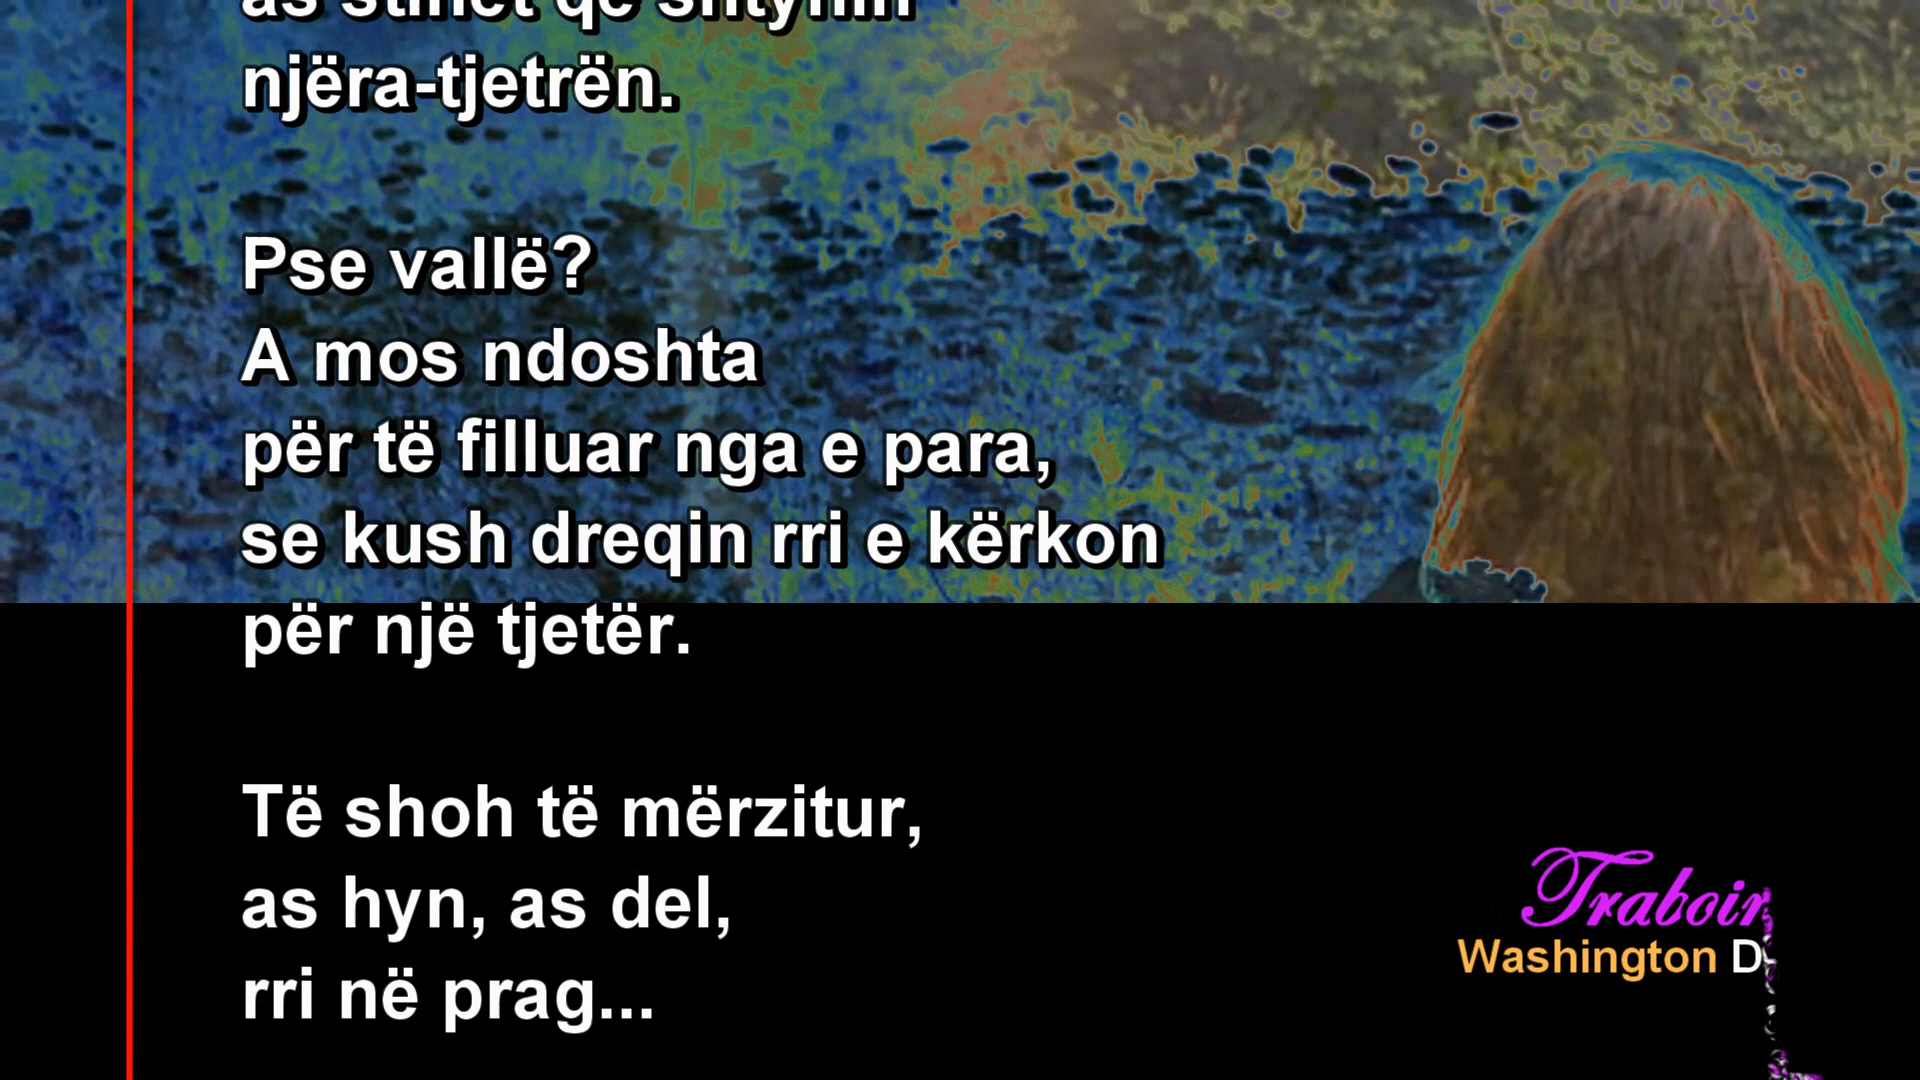 as stinët që shtyhin
njëra-tjetrën.
Pse vallë?
A mos ndoshta
për të filluar nga e para,
se kush dreqin rri e kërkon
për një tjetër.
Të shoh të mërzitur,
as hyn, as del,
rri në prag...
Traboir
Washington D